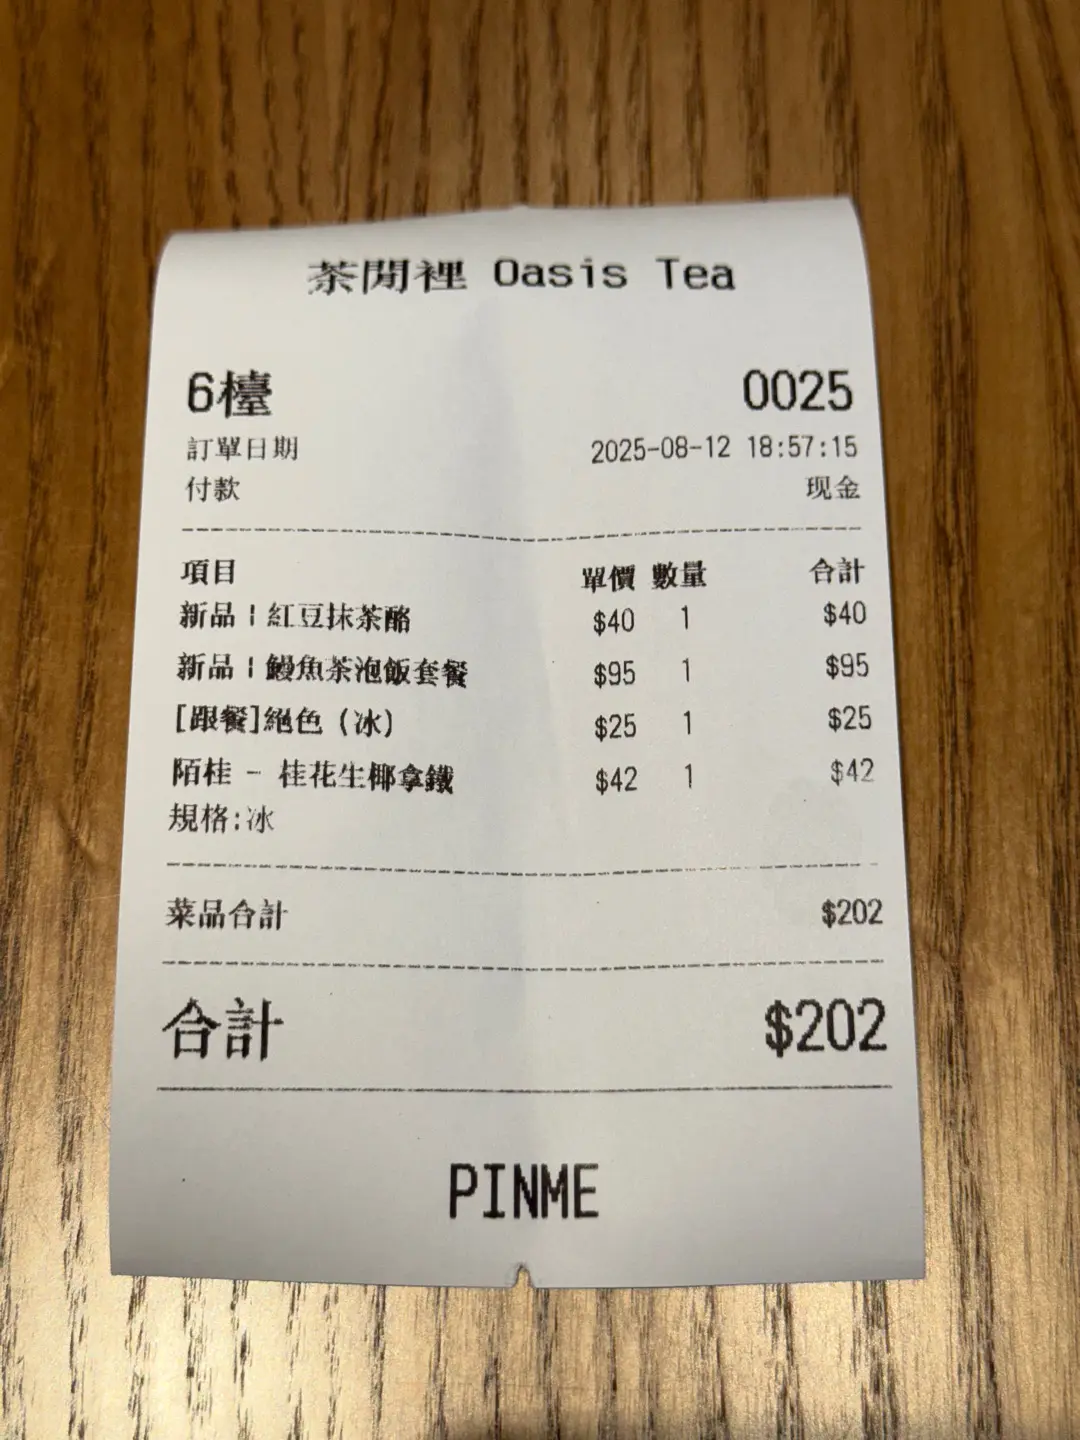 茶閒裡 Oasis Tea
6檯 0025
訂單日期 2025-08-12 18:57:15
付款 现金
項目 單價 數量 合計
新品 | 紅豆抹茶酪 $40 1 $40
新品 | 鰻魚茶泡飯套餐 $95 1 $95
[跟餐]絕色 (冰) $25 1 $25
陌桂 - 桂花生椰拿鐵 $42 1 $42
規格:冰
菜品合計 $202
合計 $202
PINME